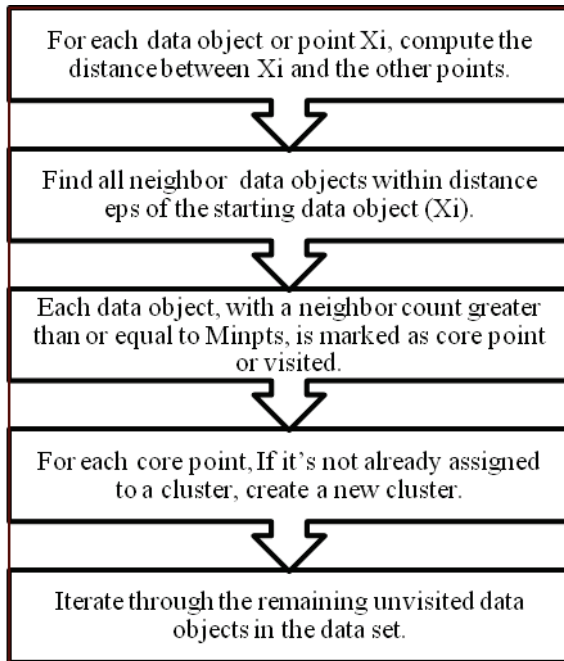 For each data object or point Xi, compute the
distance between Xi and the other points.
Find all neighbor data objects within distance
eps of the starting data object (Xi).
Each data object, with a neighbor count greater
than or equal to Minpts, is marked as core point
or visited.
For each core point, If it’s not already assigned
to a cluster, create a new cluster.
Iterate through the remaining unvisited data
objects in the data set.